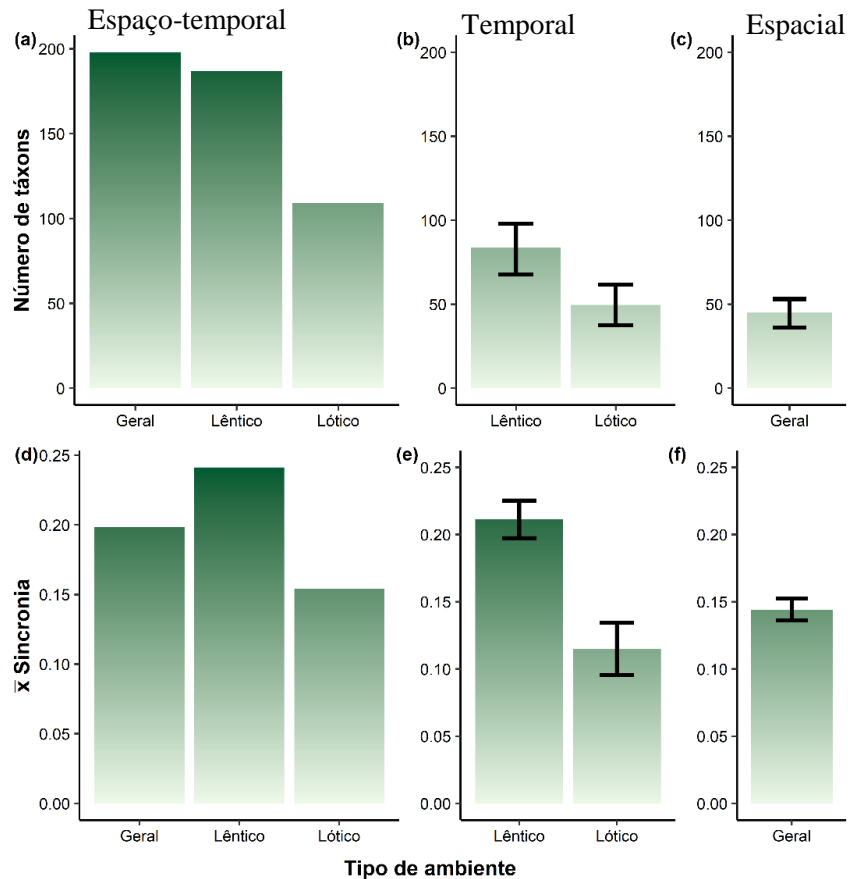 Espaço-temporal
Temporal
Espacial
(a)
(b)
(c)
Número de táxons
200
150
100
50
0
Geral
Lêntico
Lótico
200
150
100
50
0
Lêntico
Lótico
200
150
100
50
0
Geral
(d)
(e)
(f)
x̅ Sincronia
0.25
0.20
0.15
0.10
0.05
0.00
Geral
Lêntico
Lótico
0.25
0.20
0.15
0.10
0.05
0.00
Lêntico
Lótico
0.25
0.20
0.15
0.10
0.05
0.00
Geral
Tipo de ambiente